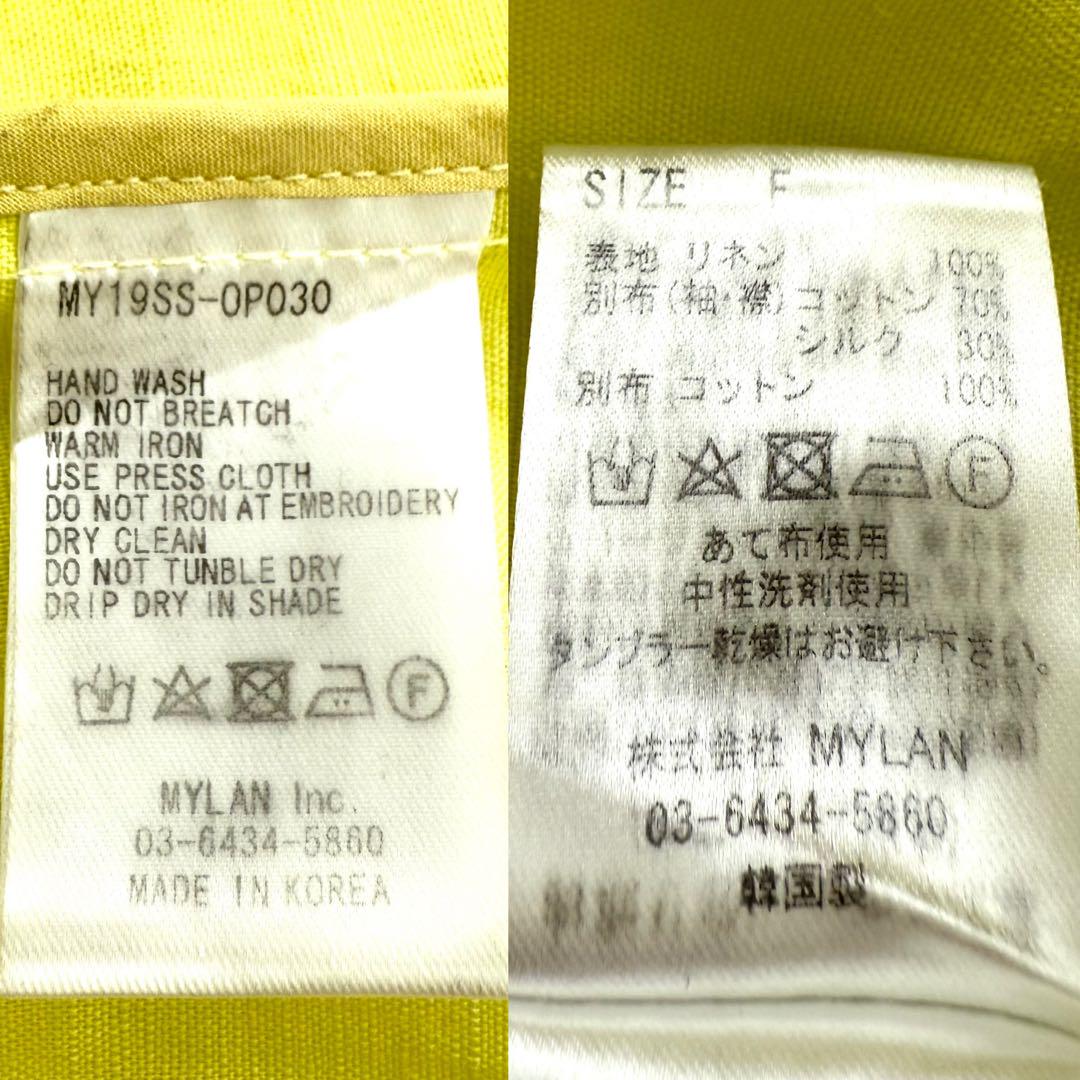 MY19SS-OP030
HAND WASH
DO NOT BREATCH
WARM IRON
USE PRESS CLOTH
DO NOT IRON AT EMBROIDERY
DRY CLEAN
DO NOT TUNBLE DRY
DRIP DRY IN SHADE
F
MYLAN Inc.
03-6434-5860
MADE IN KOREA
SIZE F
表地 リネン 100%
別布(袖・襟)コットン 70%
シルク 30%
別布 コットン 100%
F
あて布使用
中性洗剤使用
タンブラー乾燥はお避け下さい。
株式会社 MYLAN
03-6434-5860
韓国製